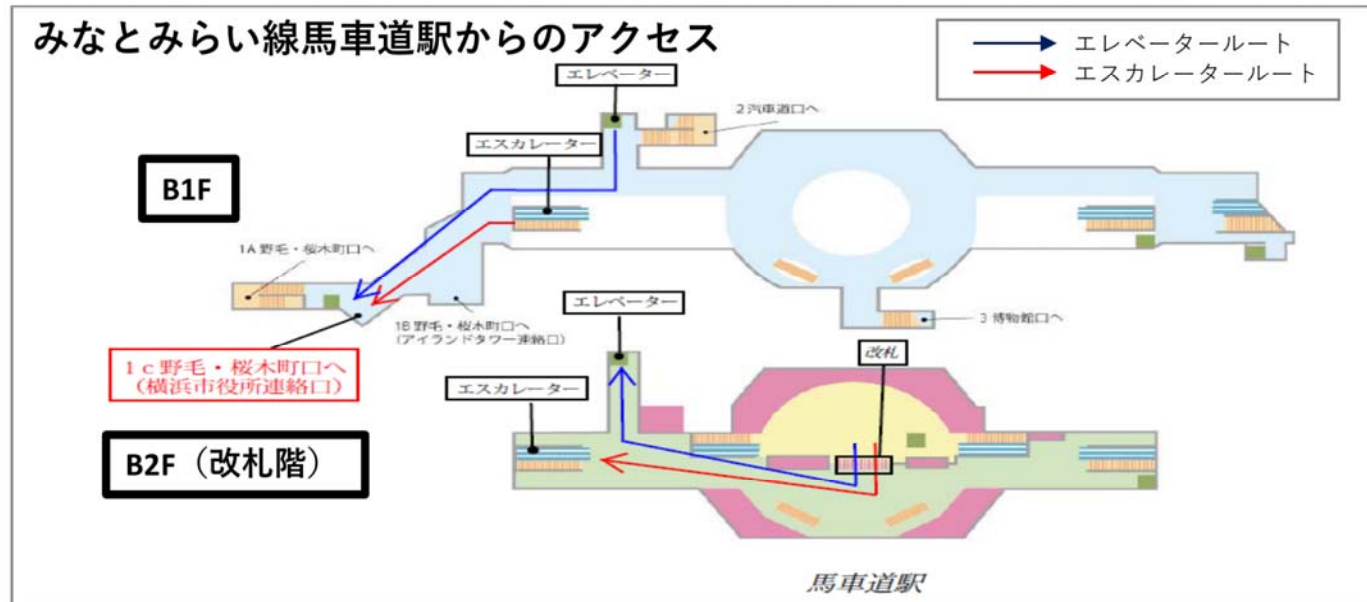 みなとみらい線馬車道駅からのアクセス
エレベータールート
エスカレータールート
エレベーター
2汽車道口へ
エスカレーター
B1F
1A野毛・桜木町口へ
エレベーター
1B野毛・桜木町口へ
(アイランドタワー連絡口)
3博物館口へ
1c野毛・桜木町口へ
(横浜市役所連絡口)
改札
エスカレーター
B2F(改札階)
馬車道駅